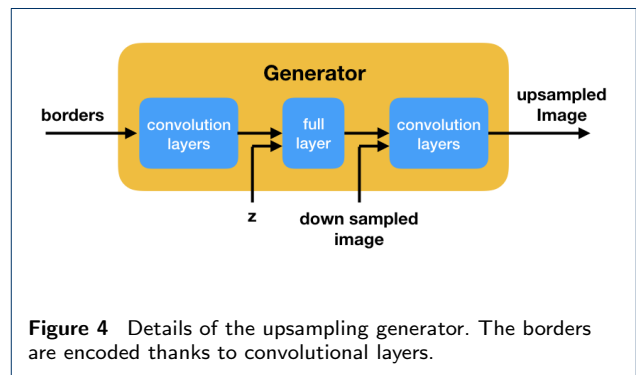 Generator
borders
convolution
layers
full
layer
convolution
layers
upsampled
Image
z
down sampled
image
Figure 4 Details of the upsampling generator. The borders
are encoded thanks to convolutional layers.